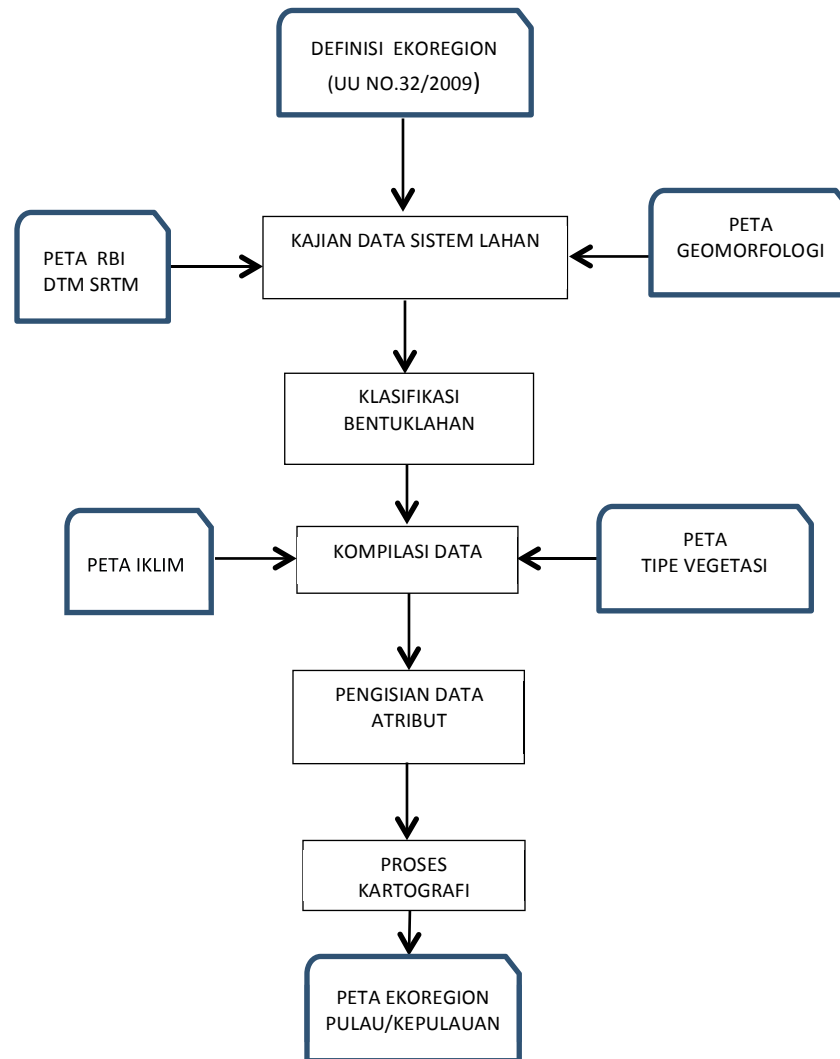 DEFINISI EKOREGION
(UU NO.32/2009)
PETA RBI
DTM SRTM
KAJIAN DATA SISTEM LAHAN
PETA
GEOMORFOLOGI
KLASIFIKASI
BENTUKLAHAN
PETA IKLIM
KOMPILASI DATA
PETA
TIPE VEGETASI
PENGISIAN DATA
ATRIBUT
PROSES
KARTOGRAFI
PETA EKOREGION
PULAU/KEPULAUAN